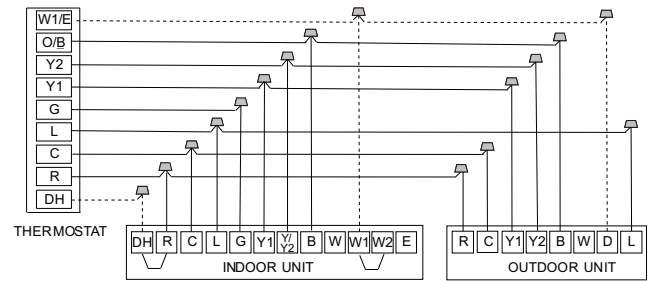 W1/E
O/B
Y2
Y1
G
L
C
R
DH
THERMOSTAT
DH R C L G Y1 Y/Y2 B W W1 W2 E
INDOOR UNIT
R C Y1 Y2 B W D L
OUTDOOR UNIT